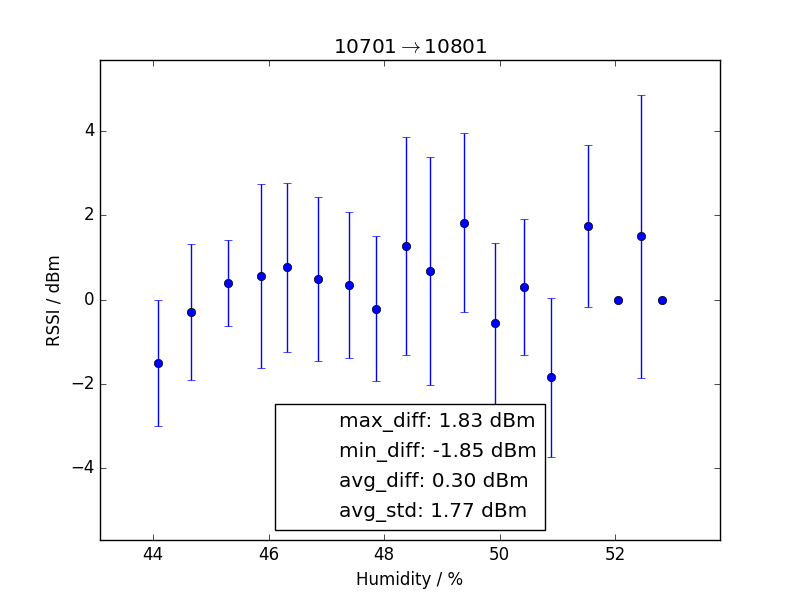 10701→10801
4
2
0
−2
−4
RSSI / dBm
max_diff: 1.83 dBm
min_diff: -1.85 dBm
avg_diff: 0.30 dBm
avg_std: 1.77 dBm
44 46 48 50 52
Humidity / %